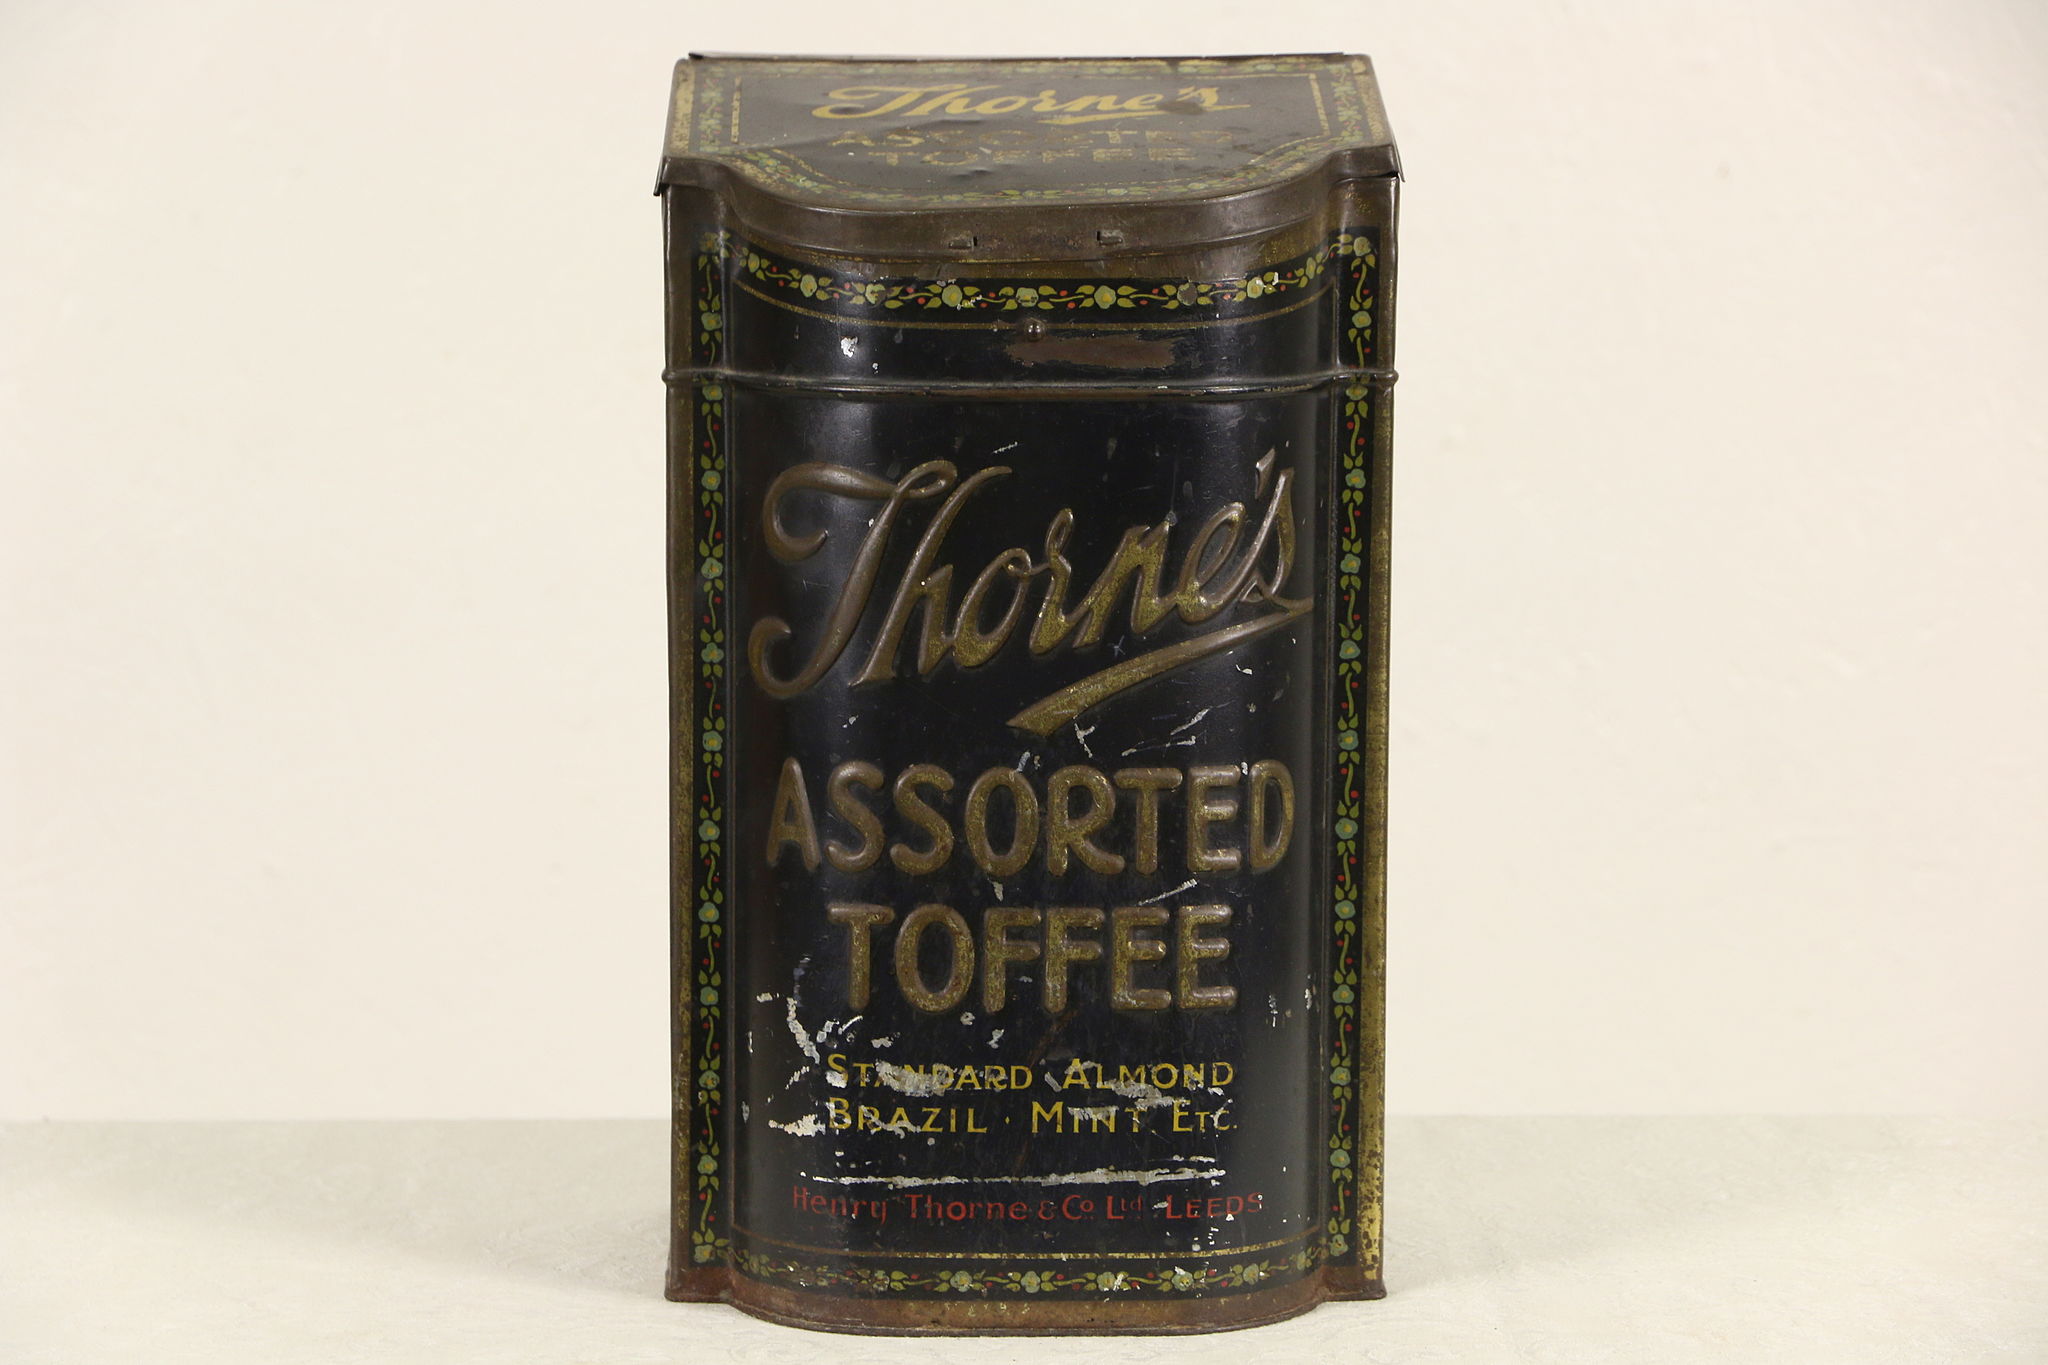 Thorne's
ASSORTED
TOFFEE
Thorne's
ASSORTED
TOFFEE
STANDARD ALMOND
BRAZIL · MINT ETC.
Henry Thorne & Co Ltd LEEDS